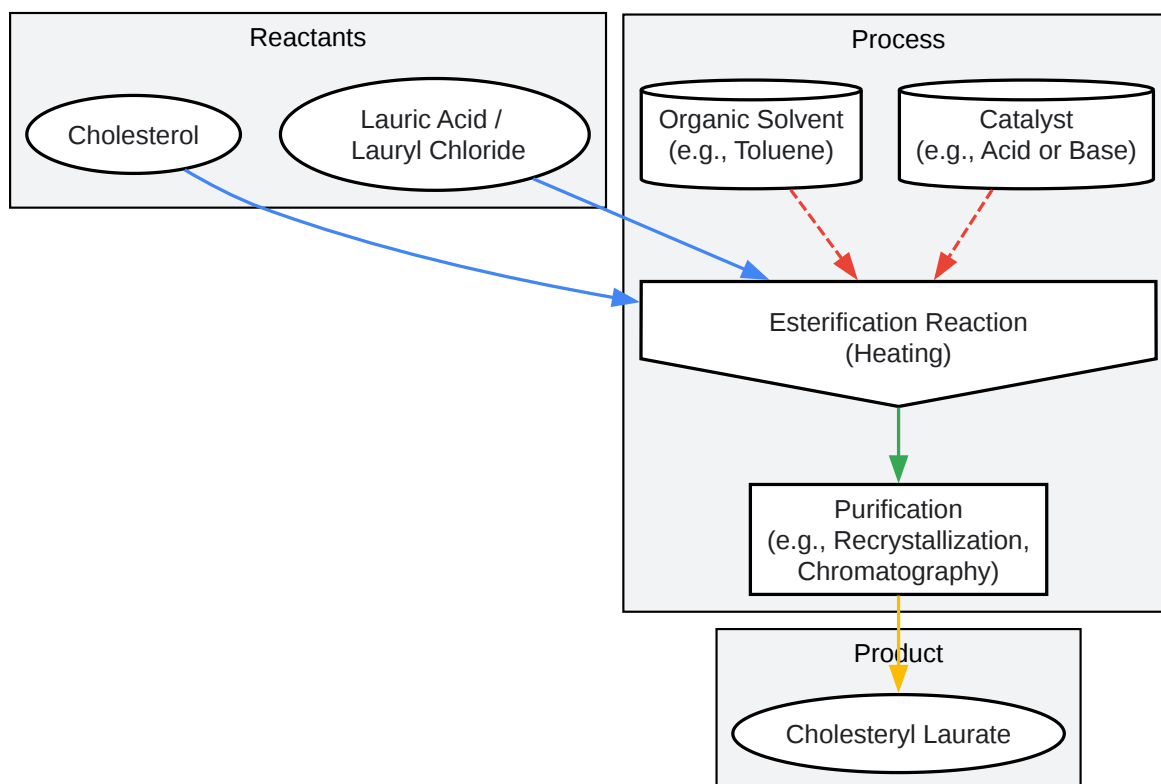 Reactants
Cholesterol
Lauric Acid /
Lauryl Chloride
Process
Organic Solvent
(e.g., Toluene)
Catalyst
(e.g., Acid or Base)
Esterification Reaction
(Heating)
Purification
(e.g., Recrystallization,
Chromatography)
Product
Cholesteryl Laurate